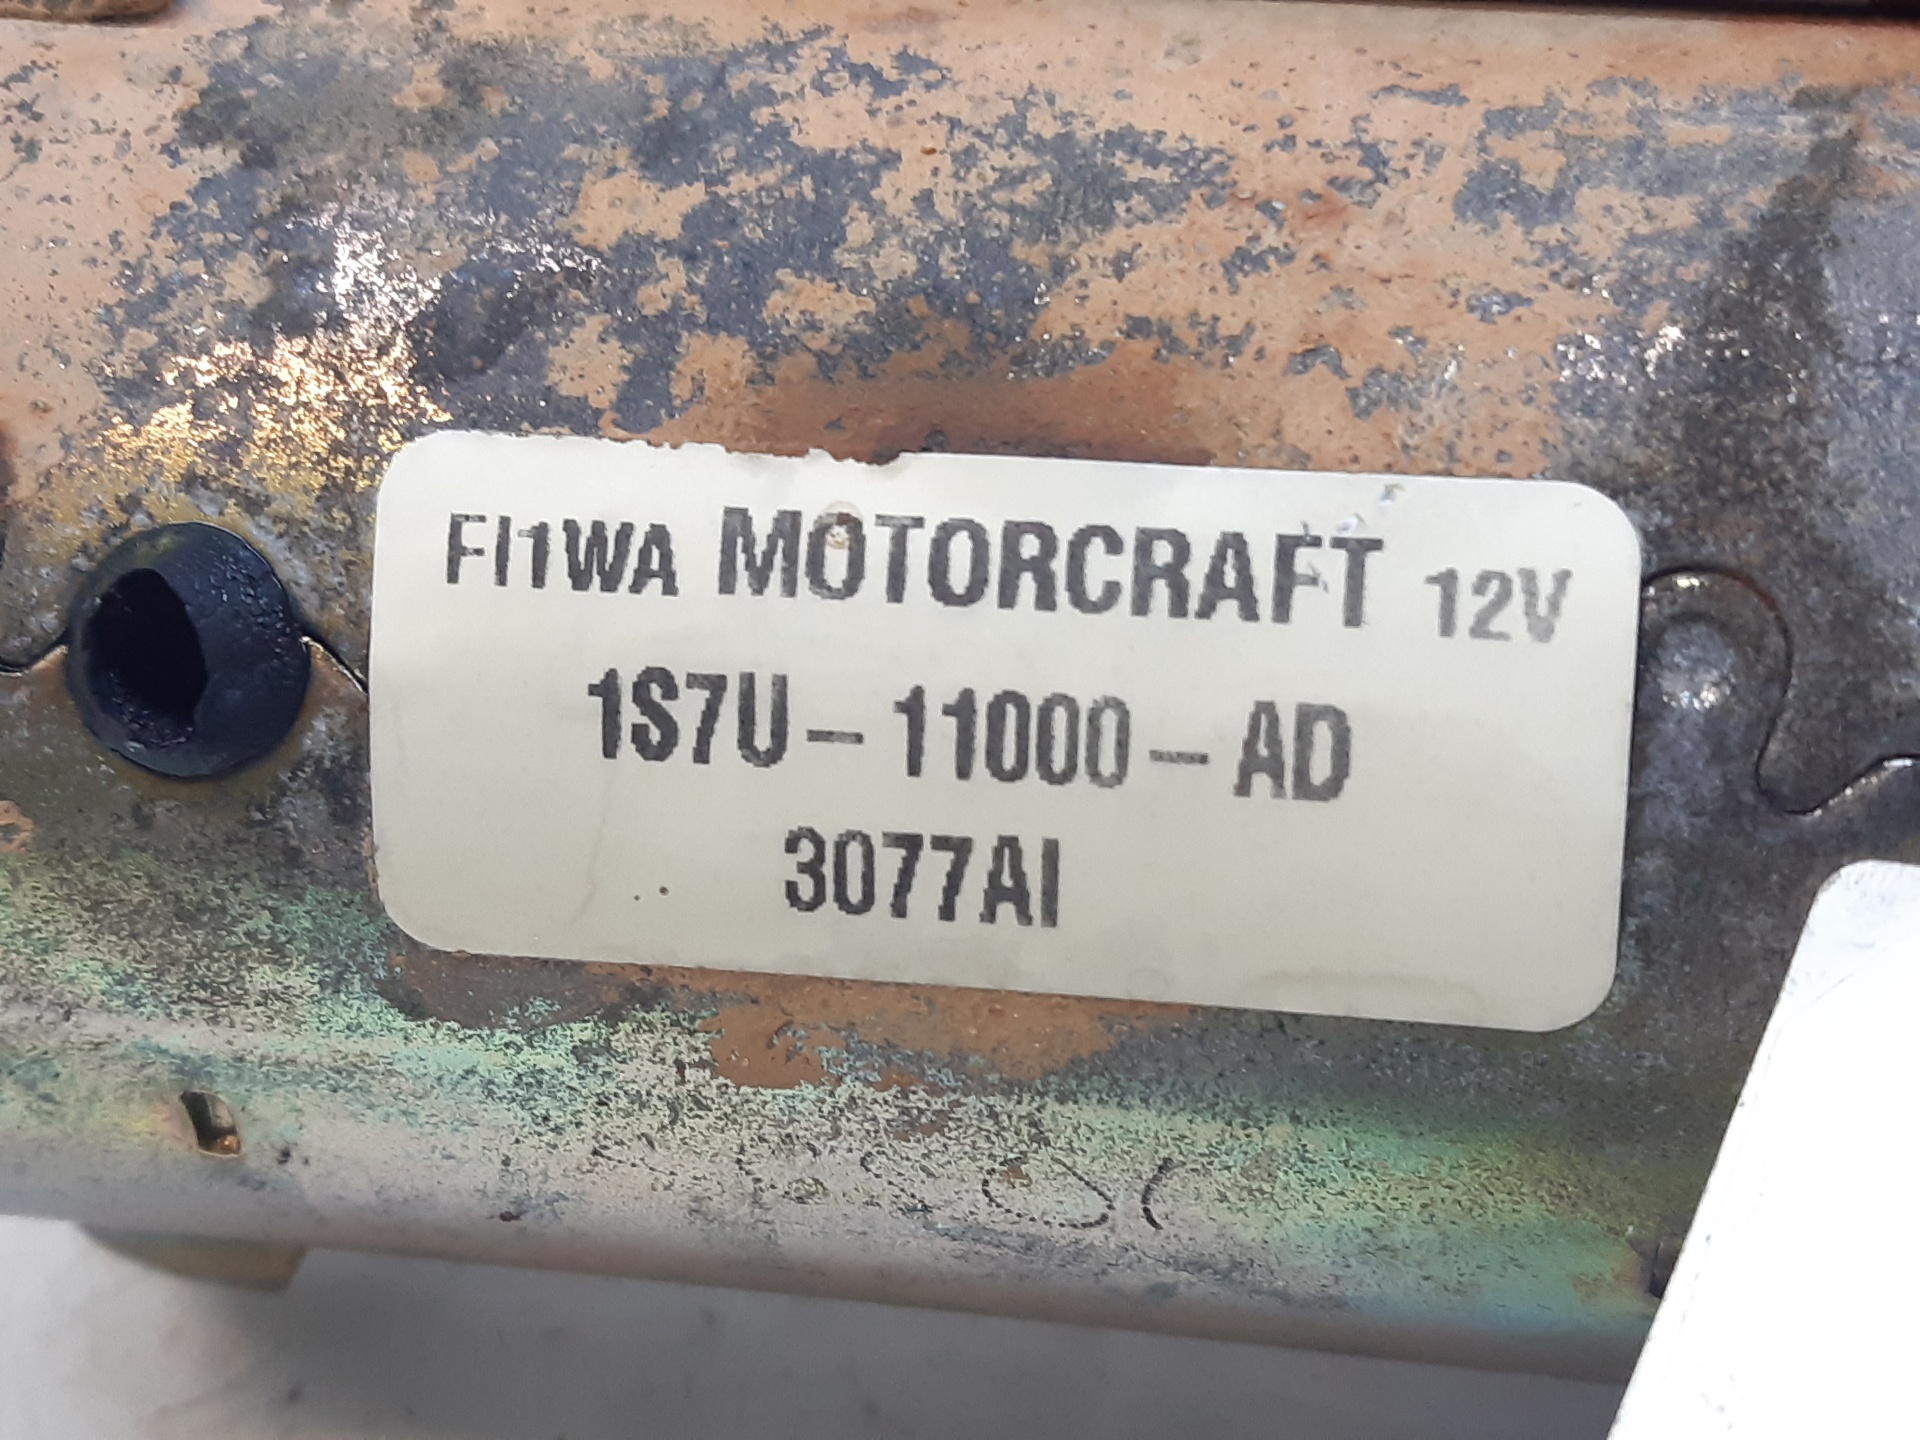 FI1WA MOTORCRAFT 12V
1S7U-11000-AD
3077AI